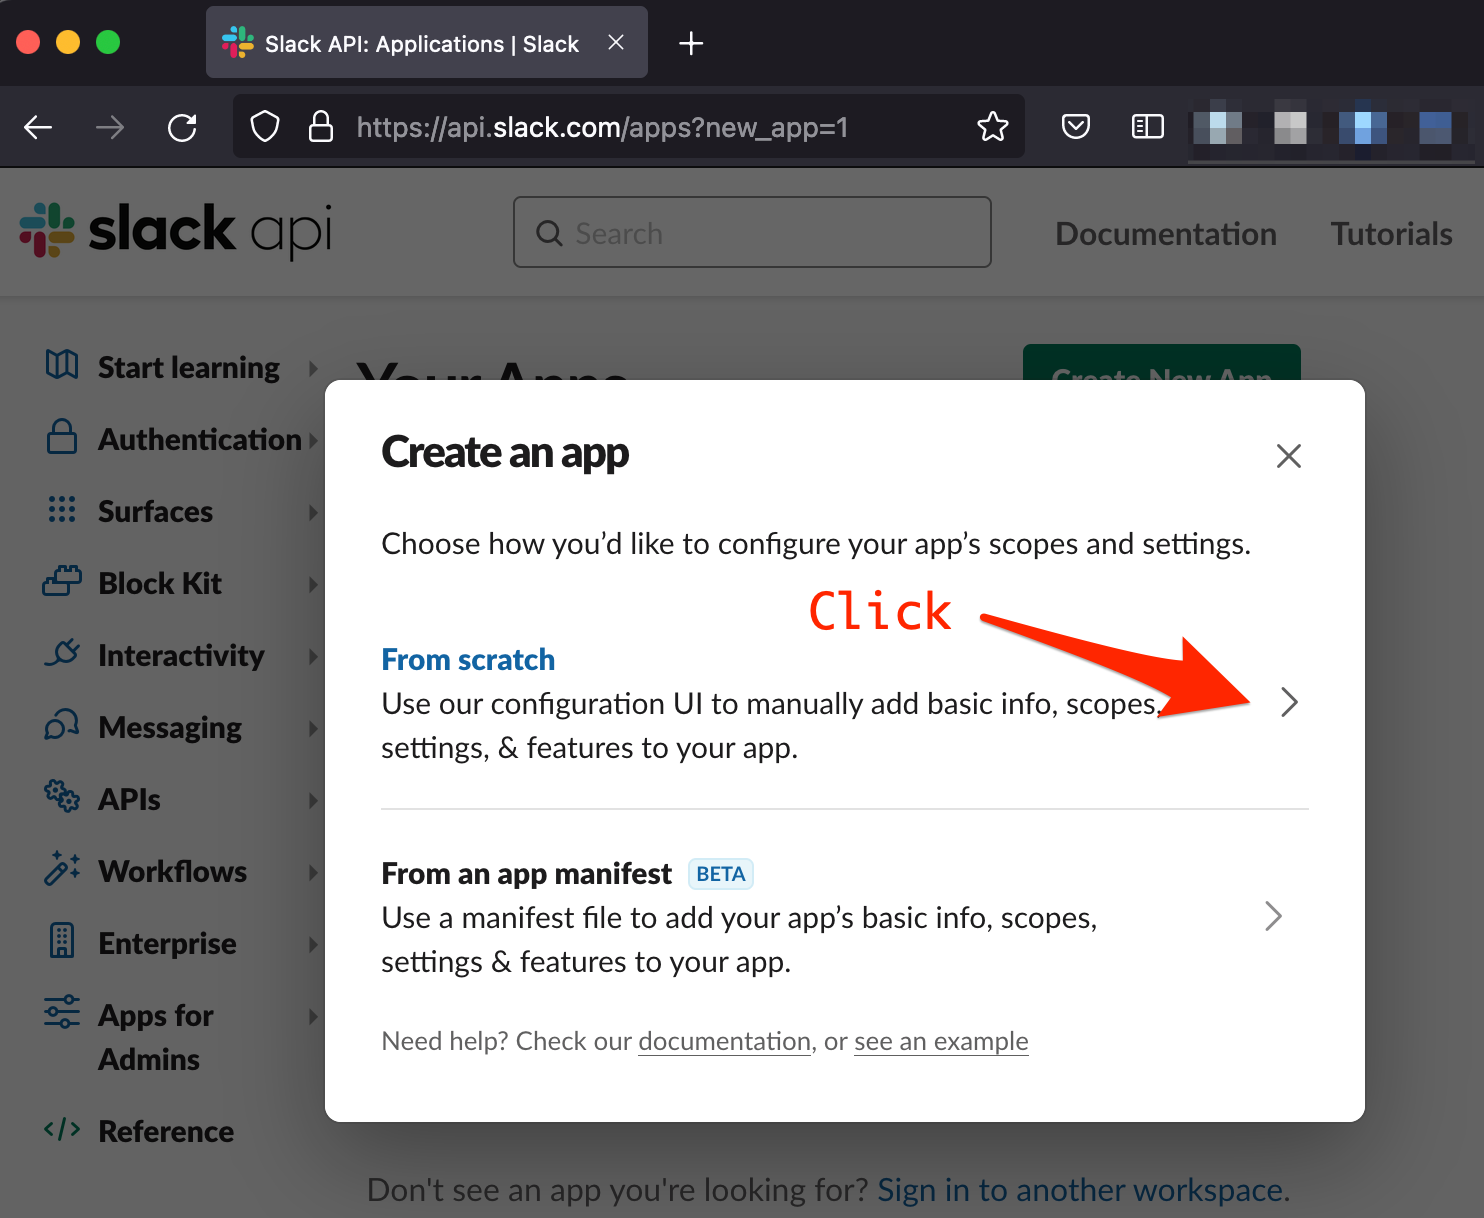 Slack API: Applications | Slack
https://api.slack.com/apps?new_app=1
slack api
Search
Documentation
Tutorials
Start learning
Authentication
Surfaces
Block Kit
Interactivity
Messaging
APIs
Workflows
Enterprise
Apps for
Admins
Reference
Your Apps
Create New App
Create an app
Choose how you’d like to configure your app’s scopes and settings.
Click
From scratch
Use our configuration UI to manually add basic info, scopes,
settings, & features to your app.
From an app manifest BETA
Use a manifest file to add your app’s basic info, scopes,
settings & features to your app.
Need help? Check our documentation, or see an example
Don't see an app you're looking for? Sign in to another workspace.